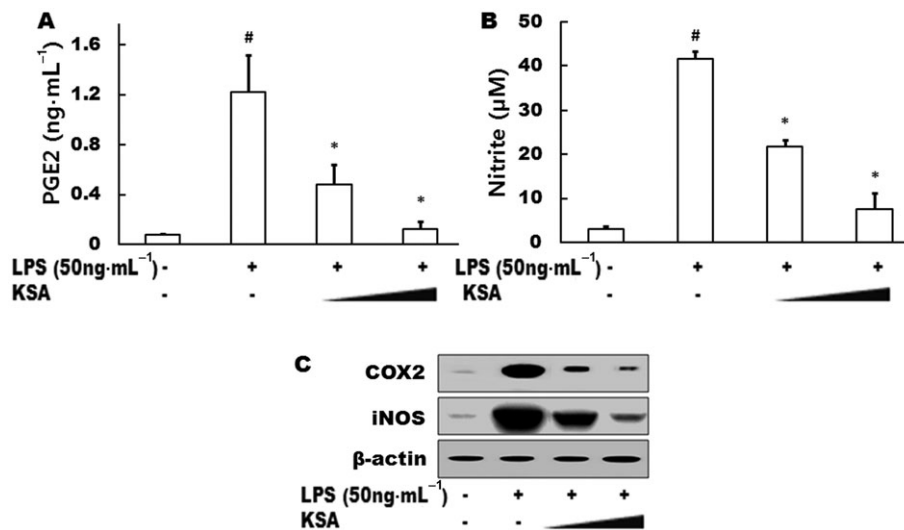 A
PGE2 (ng·mL⁻¹)
1.6
1.2
0.8
0.4
0
#
*
*
LPS (50ng·mL⁻¹) - + + +
KSA - -
B
Nitrite (µM)
50
40
30
20
10
0
#
*
*
LPS (50ng·mL⁻¹) - + + +
KSA - -
C
COX2
iNOS
β-actin
LPS (50ng·mL⁻¹) - + + +
KSA - -